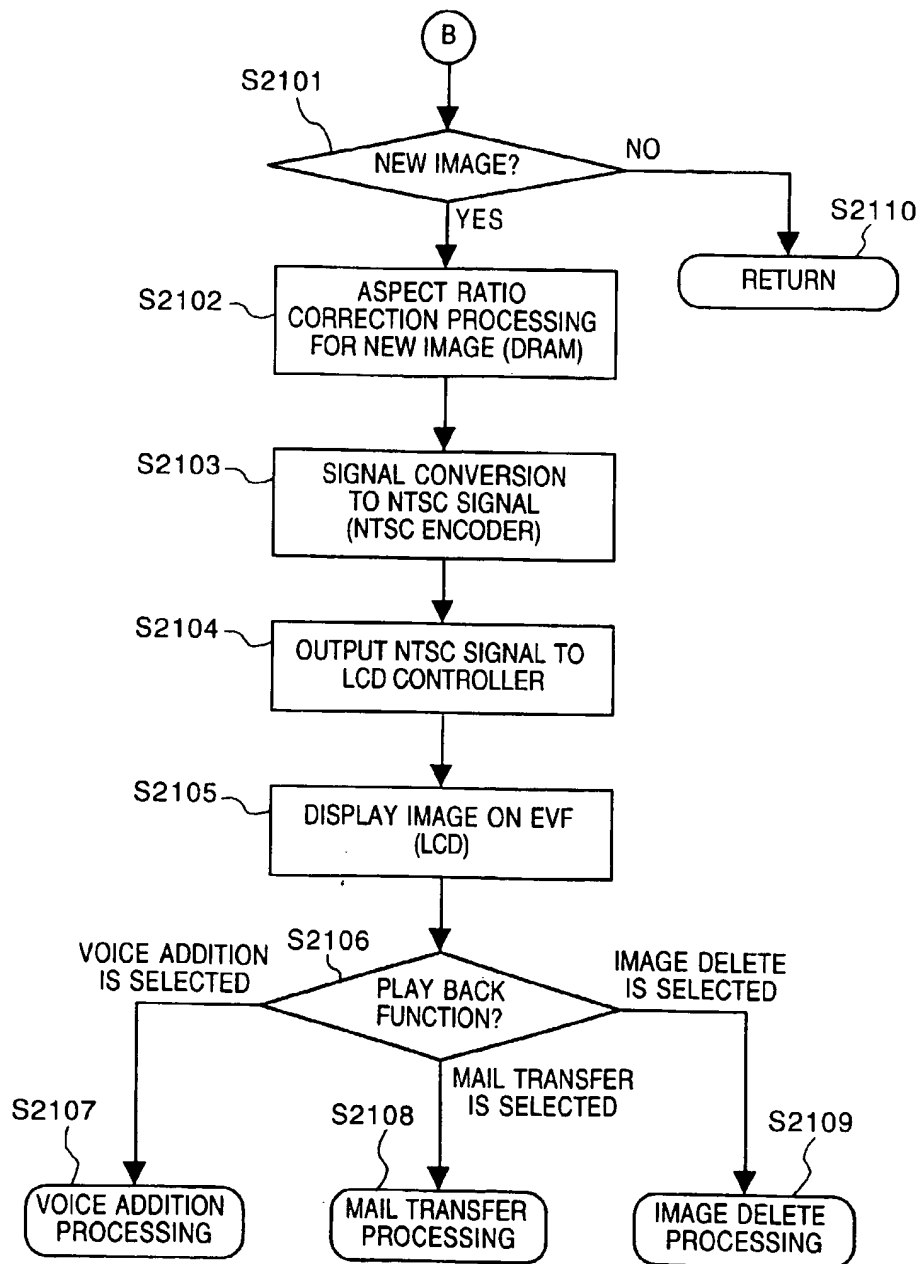 B
S2101
NEW IMAGE?
NO
YES
S2110
RETURN
S2102
ASPECT RATIO
CORRECTION PROCESSING
FOR NEW IMAGE (DRAM)
S2103
SIGNAL CONVERSION
TO NTSC SIGNAL
(NTSC ENCODER)
S2104
OUTPUT NTSC SIGNAL TO
LCD CONTROLLER
S2105
DISPLAY IMAGE ON EVF
(LCD)
S2106
VOICE ADDITION
IS SELECTED
PLAY BACK
FUNCTION?
IMAGE DELETE
IS SELECTED
MAIL TRANSFER
IS SELECTED
S2107
VOICE ADDITION
PROCESSING
S2108
MAIL TRANSFER
PROCESSING
S2109
IMAGE DELETE
PROCESSING